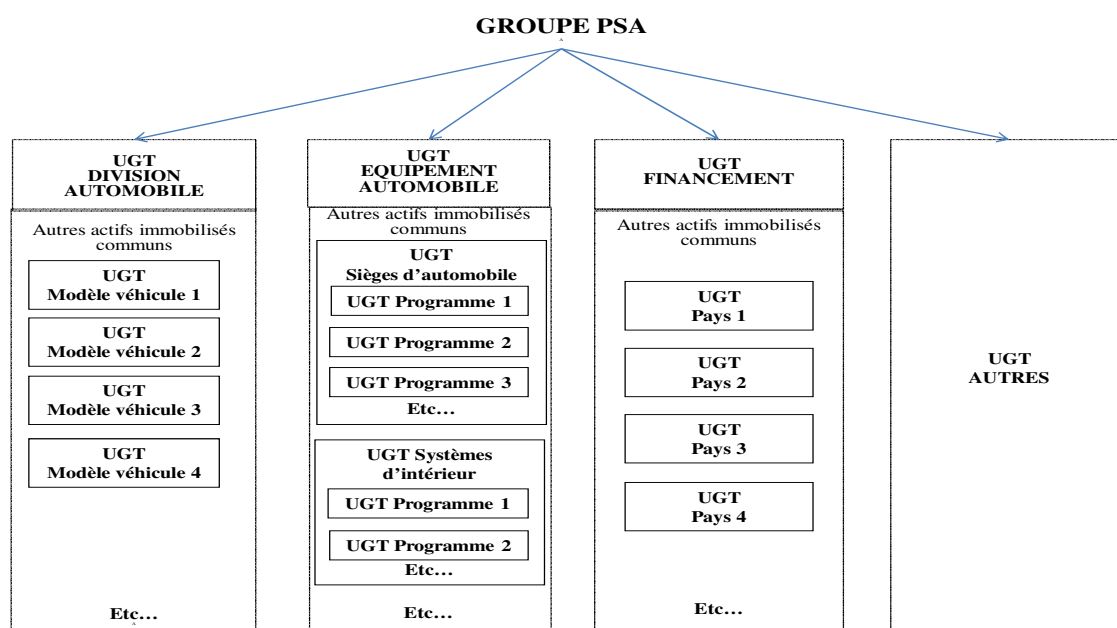 GROUPE PSA
UGT
DIVISION
AUTOMOBILE
Autres actifs immobilisés
communs
UGT
Modèle véhicule 1
UGT
Modèle véhicule 2
UGT
Modèle véhicule 3
UGT
Modèle véhicule 4
Etc…
UGT
EQUIPEMENT
AUTOMOBILE
Autres actifs immobilisés
communs
UGT
Sièges d’automobile
UGT Programme 1
UGT Programme 2
UGT Programme 3
Etc…
UGT Systèmes
d’intérieur
UGT Programme 1
UGT Programme 2
Etc…
Etc…
UGT
FINANCEMENT
Autres actifs immobilisés
communs
UGT
Pays 1
UGT
Pays 2
UGT
Pays 3
UGT
Pays 4
Etc…
UGT
AUTRES